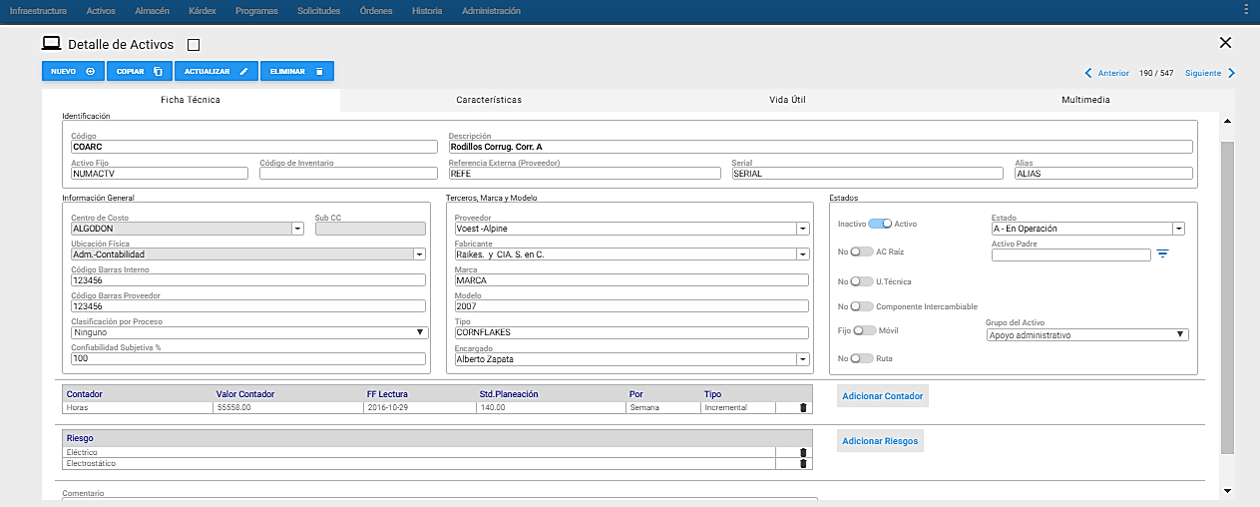 Infraestructura Activos Almacén Kárdex Programas Solicitudes Órdenes Historia Administración
Detalle de Activos
NUEVO COPIAR ACTUALIZAR ELIMINAR
Anterior 190 / 547 Siguiente
Ficha Técnica Características Vida Útil Multimedia
Identificación
Código Descripción
COARC Rodillos Corrug. Corr. A
Activo Fijo Código de Inventario Referencia Externa (Proveedor) Serial Alias
NUMACTV REFE SERIAL ALIAS
Información General
Centro de Costo Sub CC
ALGODON
Ubicación Física
Adm.-Contabilidad
Código Barras Interno
123456
Código Barras Proveedor
123456
Clasificación por Proceso
Ninguno
Confiabilidad Subjetiva %
100
Terceros, Marca y Modelo
Proveedor
Voest -Alpine
Fabricante
Raikes. y CIA. S. en C.
Marca
MARCA
Modelo
2007
Tipo
CORNFLAKES
Encargado
Alberto Zapata
Estados
Inactivo Activo
Estado
A - En Operación
No AC Raíz
Activo Padre
No U.Técnica
No Componente Intercambiable
Fijo Móvil
Grupo del Activo
Apoyo administrativo
No Ruta
Contador Valor Contador FF Lectura Std.Planeación Por Tipo
Horas 55558.00 2016-10-29 140.00 Semana Incremental
Adicionar Contador
Riesgo
Eléctrico
Electrostático
Adicionar Riesgos
Comentario